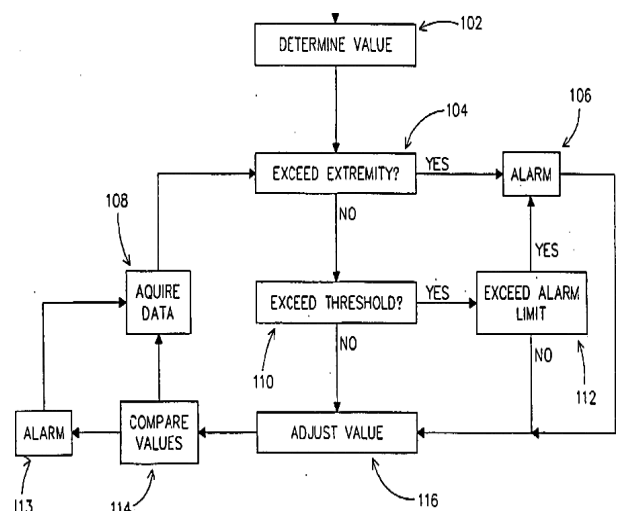 102
DETERMINE VALUE
104
106
EXCEED EXTREMITY?
YES
ALARM
108
NO
YES
AQUIRE
DATA
EXCEED THRESHOLD?
YES
EXCEED ALARM
LIMIT
110
NO
NO
112
ALARM
COMPARE
VALUES
ADJUST VALUE
113
114
116